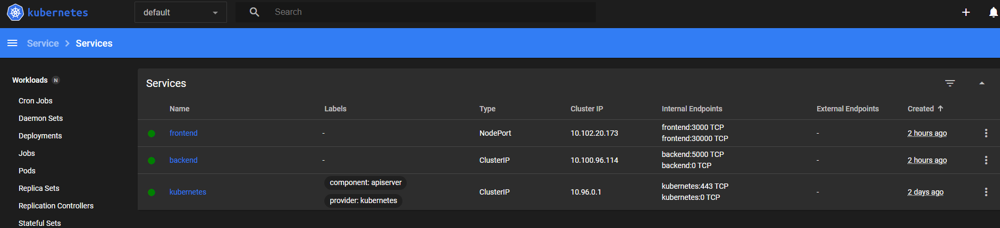 kubernetes default Search
Service > Services
Workloads N
Cron Jobs
Daemon Sets
Deployments
Jobs
Pods
Replica Sets
Replication Controllers
Stateful Sets
Services
Name Labels Type Cluster IP Internal Endpoints External Endpoints Created
frontend - NodePort 10.102.20.173 frontend:3000 TCP - 2 hours ago
frontend:30000 TCP
backend - ClusterIP 10.100.96.114 backend:5000 TCP - 2 hours ago
backend:0 TCP
kubernetes component: apiserver ClusterIP 10.96.0.1 kubernetes:443 TCP - 2 days ago
provider: kubernetes kubernetes:0 TCP